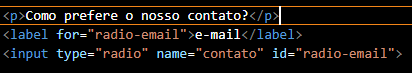 <p>Como prefere o nosso contato?</p>
<label for="radio-email">e-mail</label>
<input type="radio" name="contato" id="radio-email">